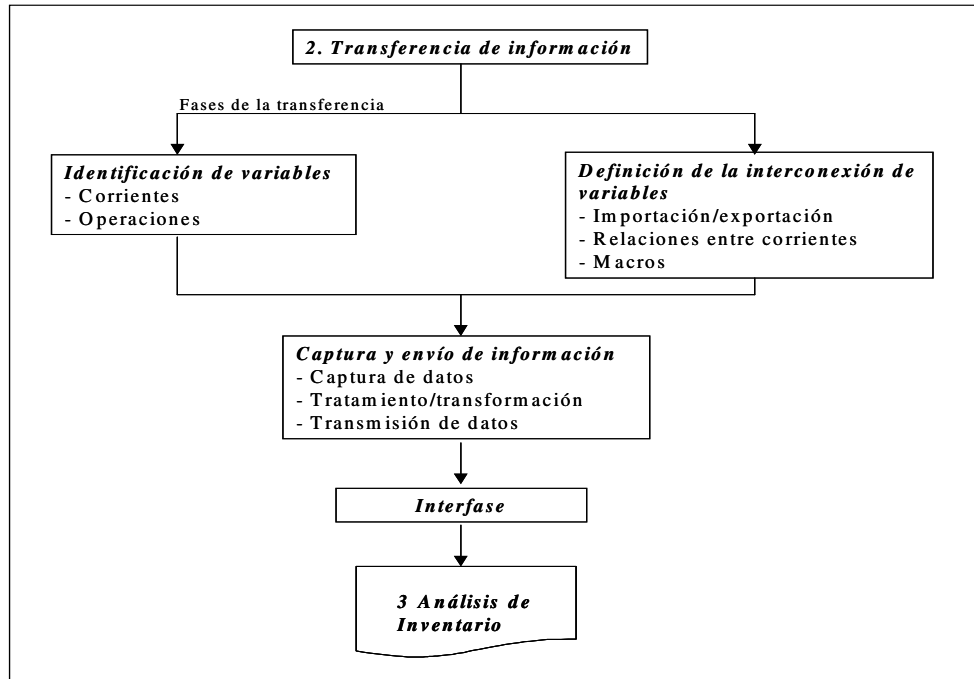 2. Transferencia de información
Fases de la transferencia
Identificación de variables
- Corrientes
- Operaciones
Definición de la interconexión de
variables
- Importación/exportación
- Relaciones entre corrientes
- Macros
Captura y envío de información
- Captura de datos
- Tratamiento/transformación
- Transmisión de datos
Interfase
3 Análisis de
Inventario